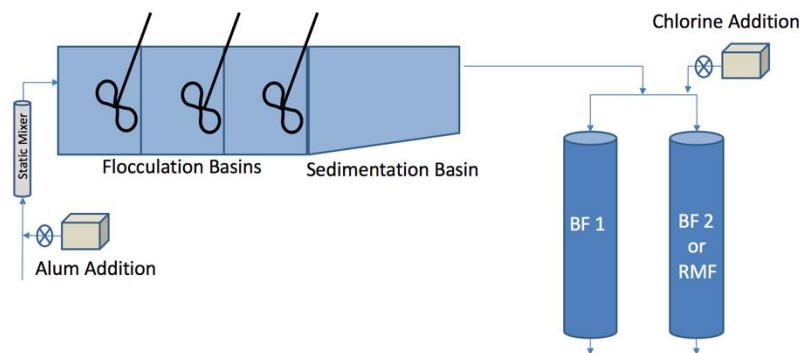 Chlorine Addition
Static Mixer
Flocculation Basins
Sedimentation Basin
Alum Addition
BF 1
BF 2
or
RMF